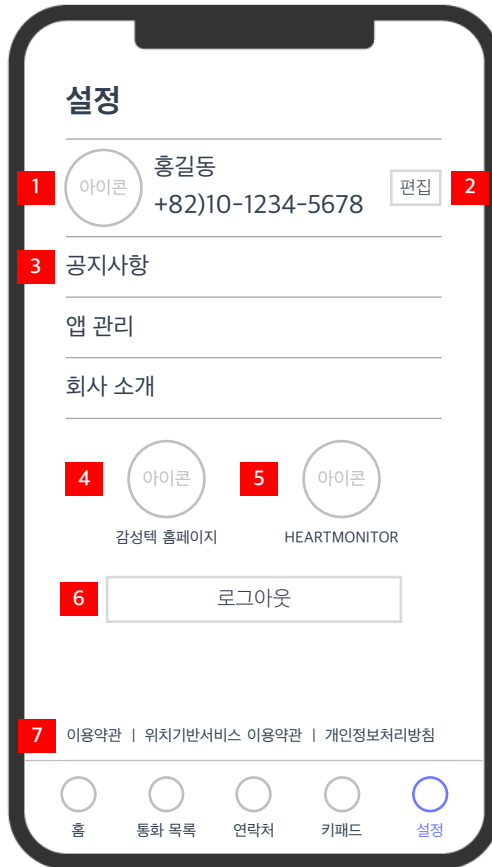 설정
1 아이콘 홍길동
+82)10-1234-5678 편집 2
3 공지사항
앱 관리
회사 소개
4 아이콘 5 아이콘
감성텍 홈페이지 HEARTMONITOR
6 로그아웃
7 이용약관 | 위치기반서비스 이용약관 | 개인정보처리방침
홈 통화 목록 연락처 키패드 설정